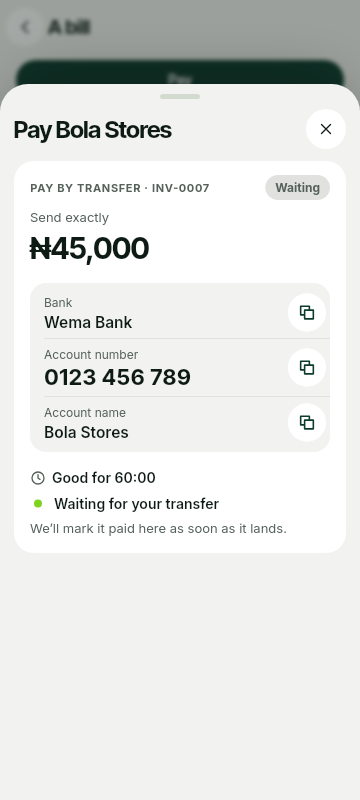 A bill
Pay
Pay Bola Stores
PAY BY TRANSFER · INV-0007
Waiting
Send exactly
₦45,000
Bank
Wema Bank
Account number
0123 456 789
Account name
Bola Stores
Good for 60:00
Waiting for your transfer
We’ll mark it paid here as soon as it lands.